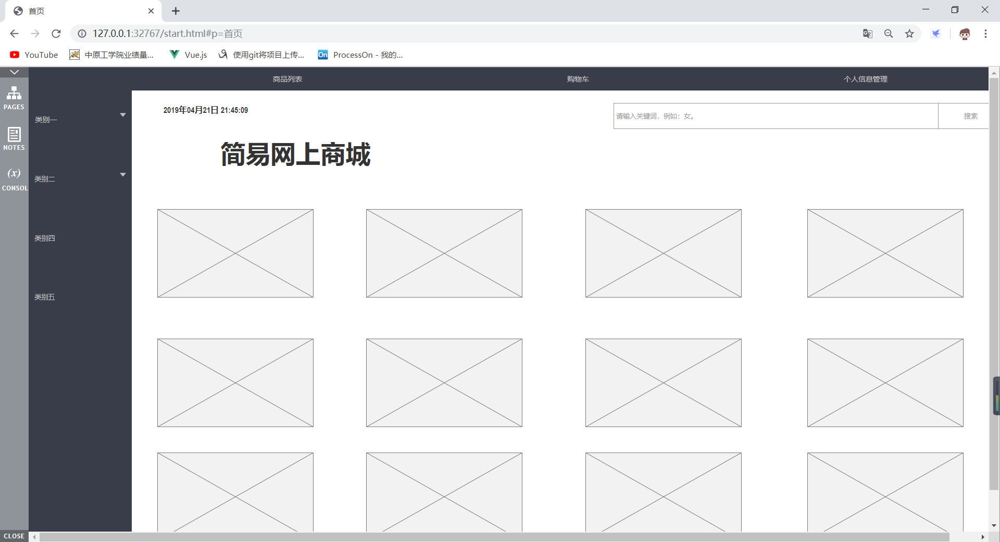 首页
127.0.0.1:32767/start.html#p=首页
YouTube
中原工学院业绩量...
Vue.js
使用git将项目上传...
On
ProcessOn - 我的...
商品列表
购物车
个人信息管理
PAGES
NOTES
(x)
CONSOL
CLOSE
类别一
类别二
类别四
类别五
2019年04月21日 21:45:09
请输入关键词，例如：女。
搜索
简易网上商城